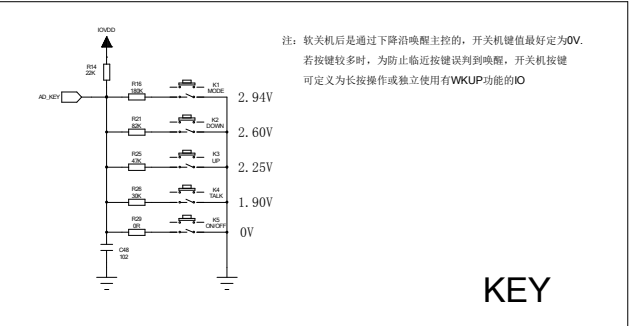 IOVDD
R14
22K
AD_KEY
R16
180K
K1
MODE
2.94V
R21
82K
K2
DOWN
2.60V
R25
47K
K3
UP
2.25V
R26
30K
K4
TALK
1.90V
R29
0R
K5
ON/OFF
0V
C48
102
注：软关机后是通过下降沿唤醒主控的，开关机键值最好定为0V.
若按键较多时，为防止临近按键误判到唤醒，开关机按键
可定义为长按操作或独立使用有WKUP功能的IO
KEY